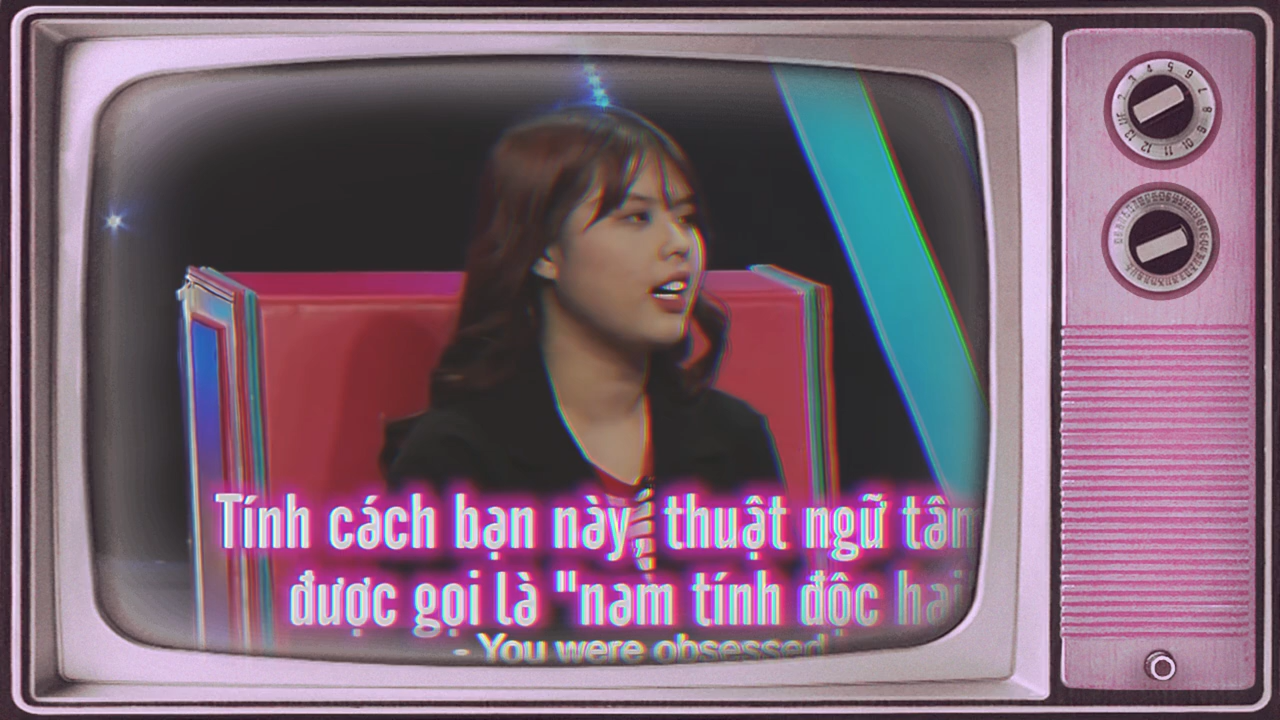 Tính cách bạn này, thuật ngữ tâm
được gọi là "nam tính độc hại
- You were obsessed